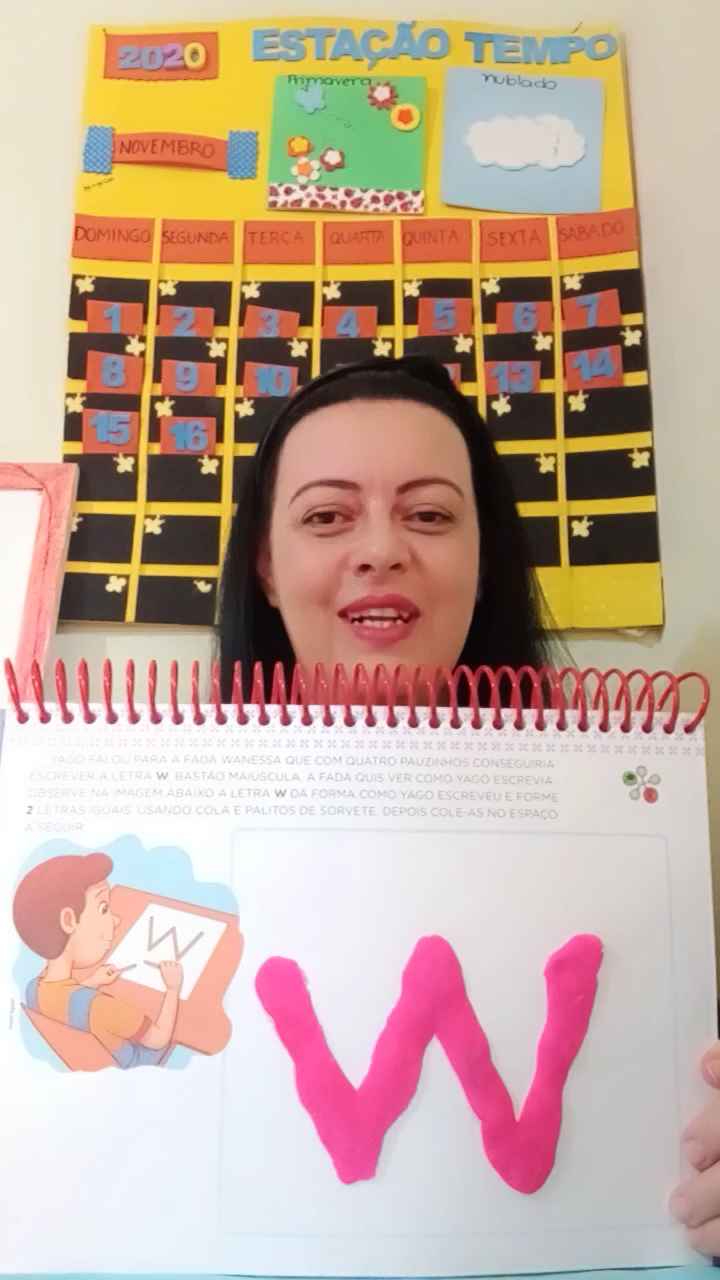 2020
ESTAÇÃO TEMPO
Primavera
nublado
NOVEMBRO
DOMINGO SEGUNDA TERÇA QUARTA QUINTA SEXTA SÁBADO
1 2 3 4 5 6 7
8 9 10 13 14
15 16
YAGO FALOU PARA A FADA WANESSA QUE COM QUATRO PAUZINHOS CONSEGUIRIA
ESCREVER A LETRA W BASTÃO MAIÚSCULA. A FADA QUIS VER COMO YAGO ESCREVIA.
OBSERVE NA IMAGEM ABAIXO A LETRA W DA FORMA COMO YAGO ESCREVEU E FORME
2 LETRAS IGUAIS, USANDO COLA E PALITOS DE SORVETE. DEPOIS COLE-AS NO ESPAÇO
A SEGUIR.
W
W